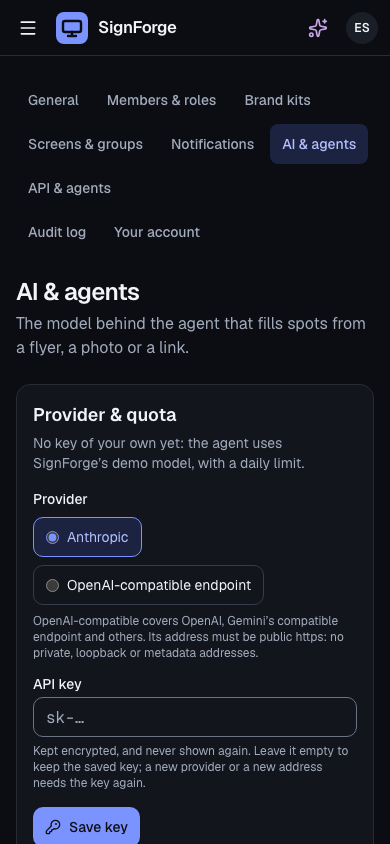 SignForge
ES
General Members & roles Brand kits
Screens & groups Notifications AI & agents
API & agents
Audit log Your account
AI & agents
The model behind the agent that fills spots from
a flyer, a photo or a link.
Provider & quota
No key of your own yet: the agent uses
SignForge’s demo model, with a daily limit.
Provider
Anthropic
OpenAI-compatible endpoint
OpenAI-compatible covers OpenAI, Gemini’s compatible
endpoint and others. Its address must be public https: no
private, loopback or metadata addresses.
API key
sk-…
Kept encrypted, and never shown again. Leave it empty to
keep the saved key; a new provider or a new address
needs the key again.
Save key